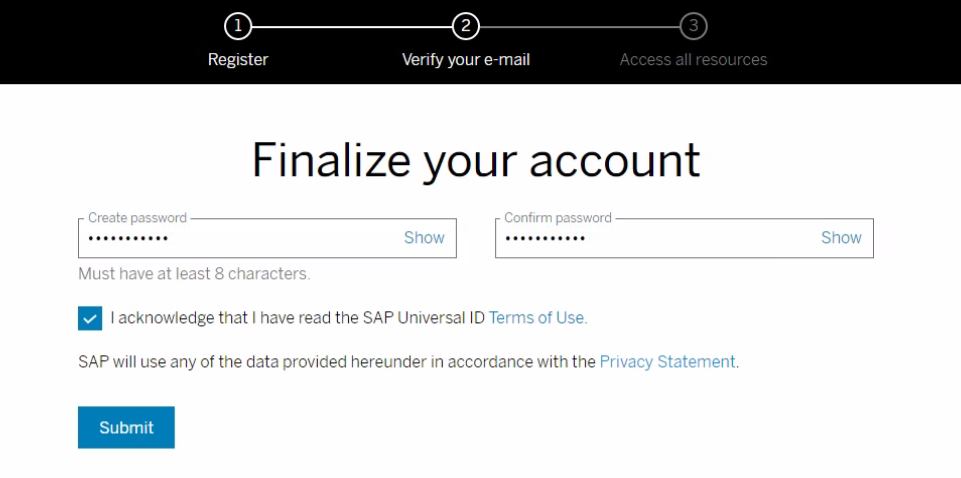 1 2 3
Register Verify your e-mail Access all resources
Finalize your account
Create password Confirm password
••••••••••• Show ••••••••••• Show
Must have at least 8 characters.
I acknowledge that I have read the SAP Universal ID Terms of Use.
SAP will use any of the data provided hereunder in accordance with the Privacy Statement.
Submit